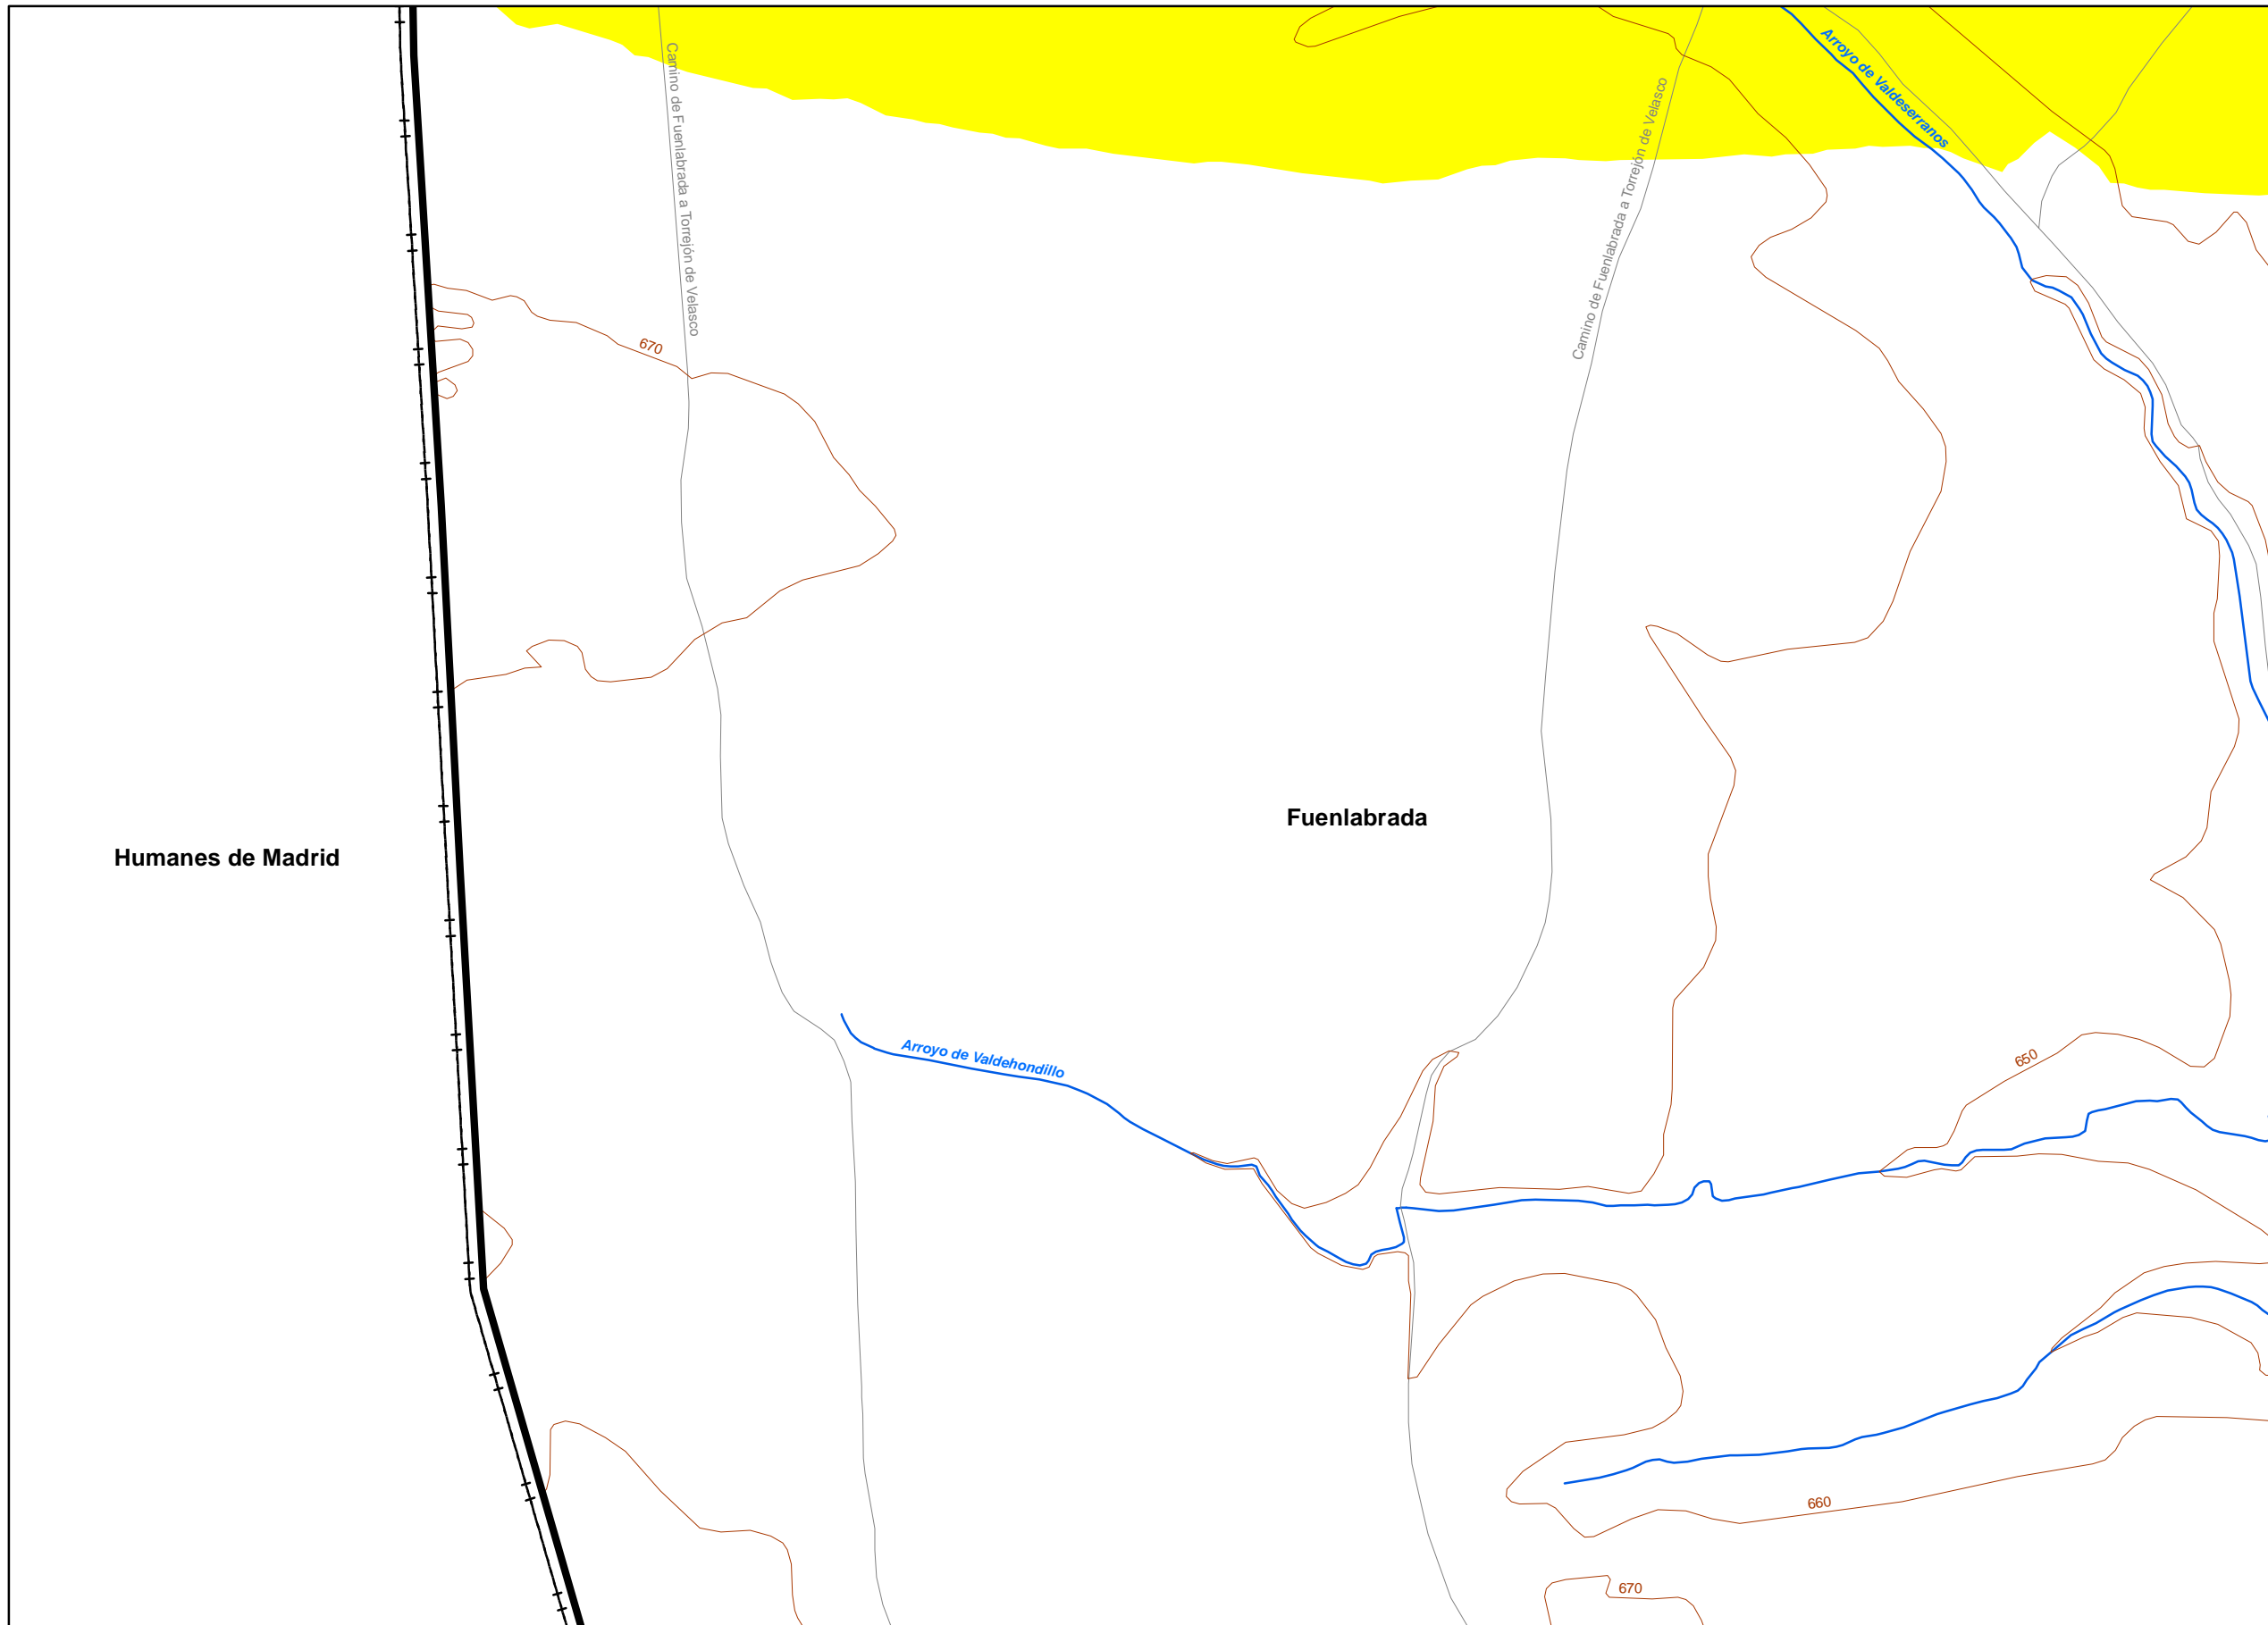 Arroyo de Valdeserranos
Camino de Fuenlabrada a Torrejón de Velasco
Camino de Fuenlabrada a Torrejón de Velasco
670
Fuenlabrada
Humanes de Madrid
Arroyo de Valdehondillo
650
660
670